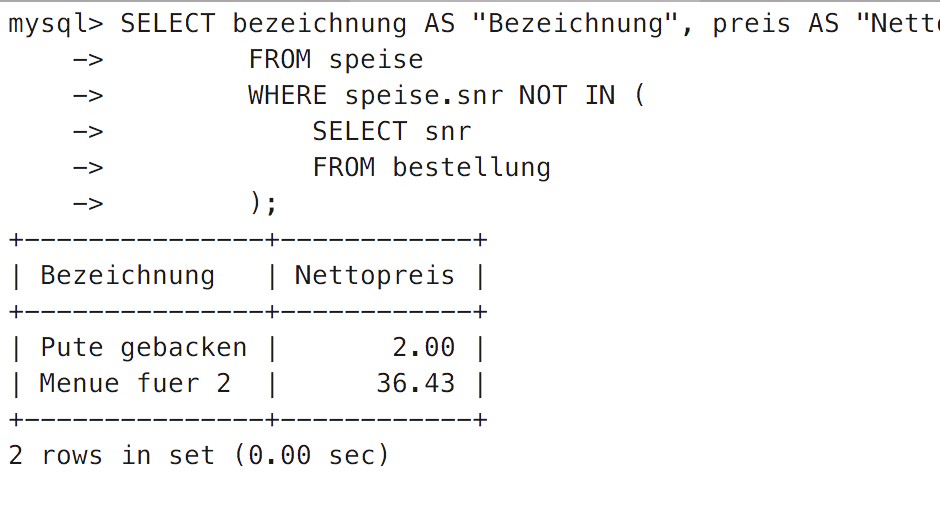 mysql> SELECT bezeichnung AS "Bezeichnung", preis AS "Netto
    ->         FROM speise
    ->         WHERE speise.snr NOT IN (
    ->             SELECT snr
    ->             FROM bestellung
    ->         );
+---------------+------------+
| Bezeichnung   | Nettopreis |
+---------------+------------+
| Pute gebacken |       2.00 |
| Menue fuer 2  |      36.43 |
+---------------+------------+
2 rows in set (0.00 sec)